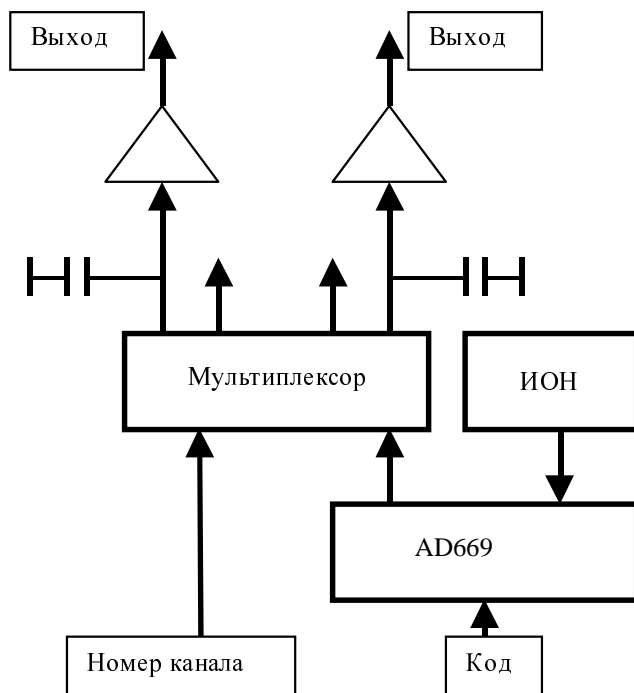 Выход
Выход
Мультиплексор
ИОН
AD669
Номер канала
Код